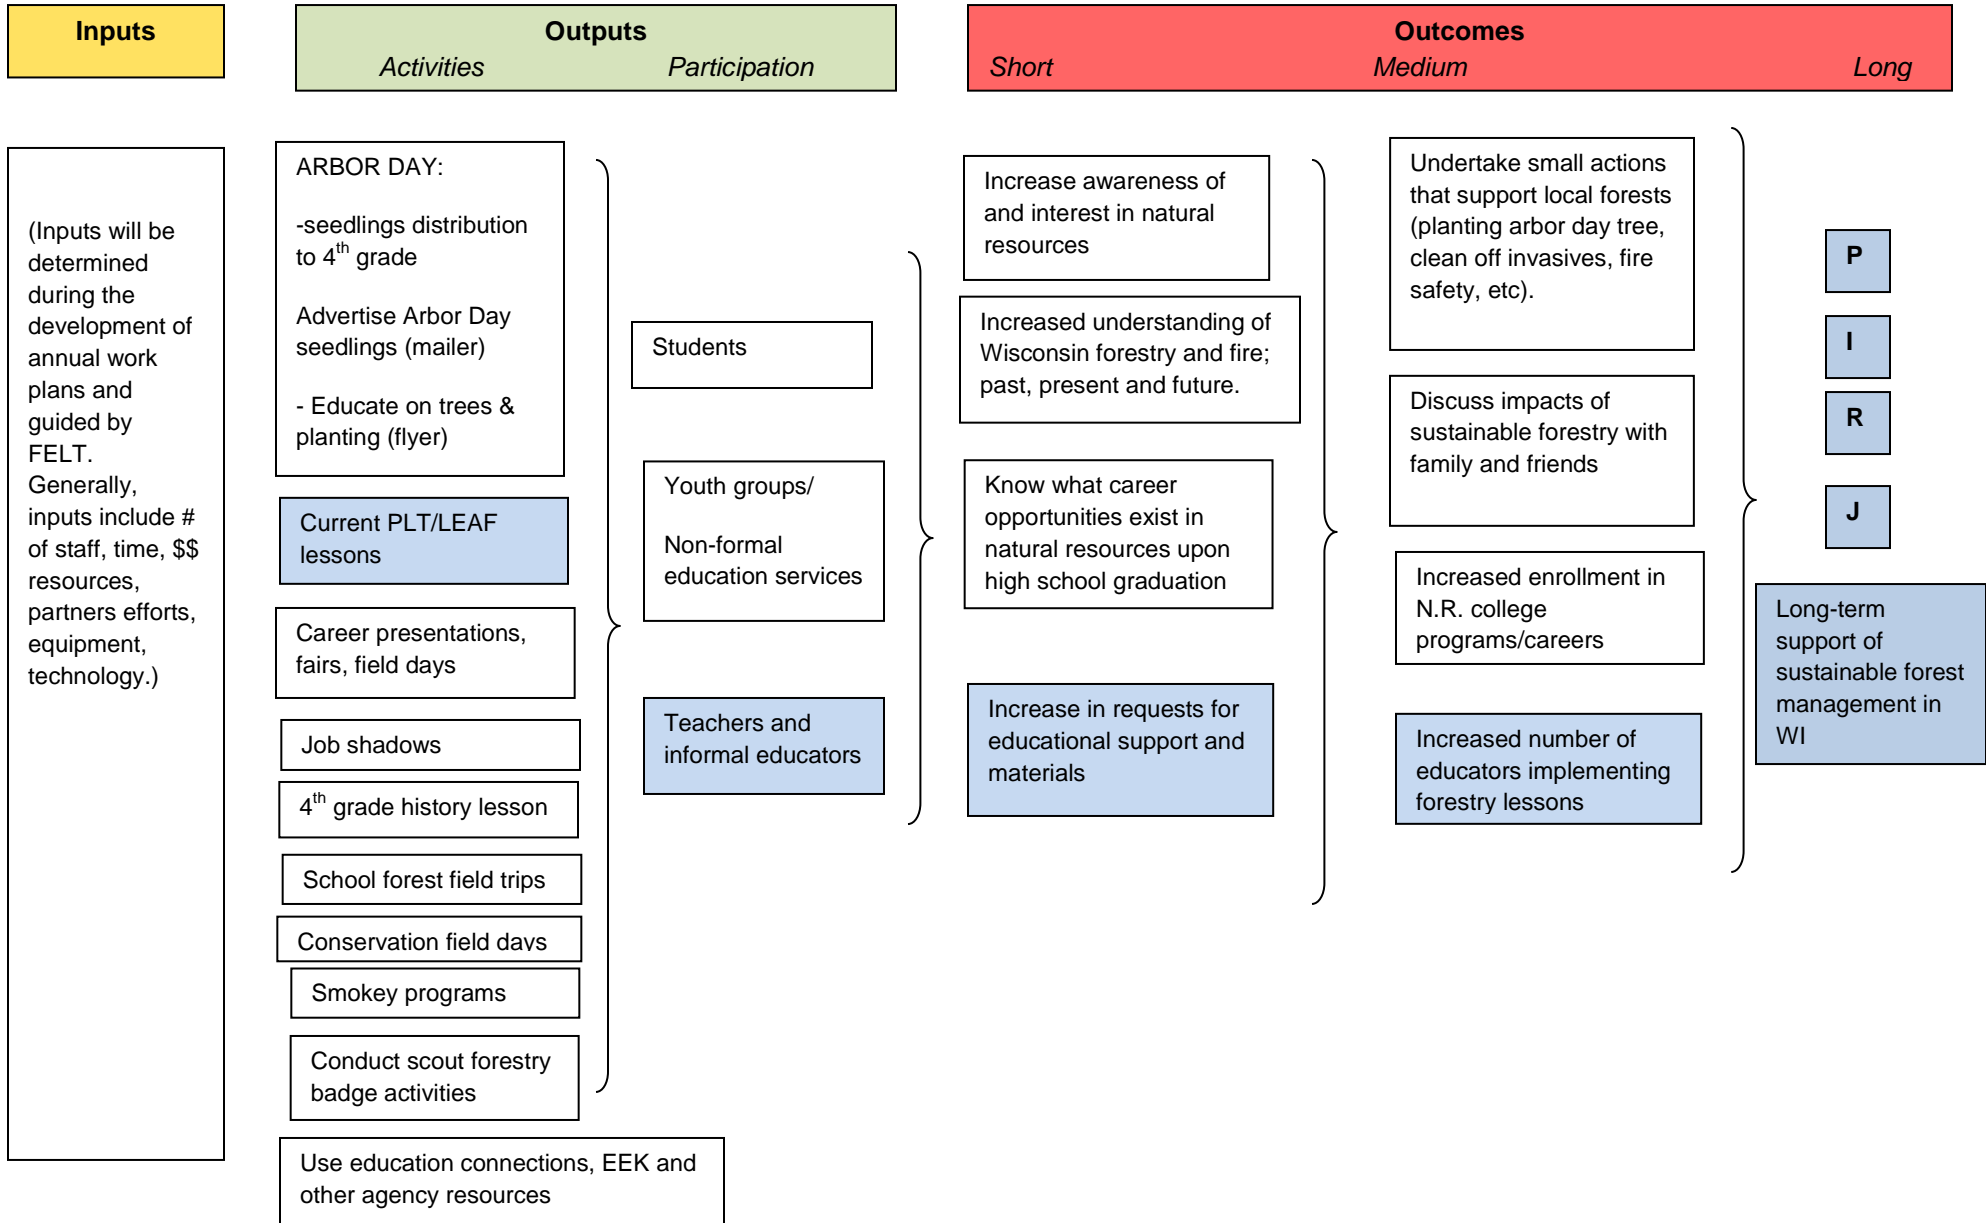 Inputs
Outputs
Activities Participation
Outcomes
Short Medium Long
(Inputs will be
determined
during the
development of
annual work
plans and
guided by
FELT.
Generally,
inputs include #
of staff, time, $$
resources,
partners efforts,
equipment,
technology.)
ARBOR DAY:
-seedlings distribution
to 4th grade
Advertise Arbor Day
seedlings (mailer)
- Educate on trees &
planting (flyer)
Current PLT/LEAF
lessons
Career presentations,
fairs, field days
Job shadows
4th grade history lesson
School forest field trips
Conservation field days
Smokey programs
Conduct scout forestry
badge activities
Use education connections, EEK and
other agency resources
Students
Youth groups/
Non-formal
education services
Teachers and
informal educators
Increase awareness of
and interest in natural
resources
Increased understanding of
Wisconsin forestry and fire;
past, present and future.
Know what career
opportunities exist in
natural resources upon
high school graduation
Increase in requests for
educational support and
materials
Undertake small actions
that support local forests
(planting arbor day tree,
clean off invasives, fire
safety, etc).
Discuss impacts of
sustainable forestry with
family and friends
Increased enrollment in
N.R. college
programs/careers
Increased number of
educators implementing
forestry lessons
P
I
R
J
Long-term
support of
sustainable forest
management in
WI